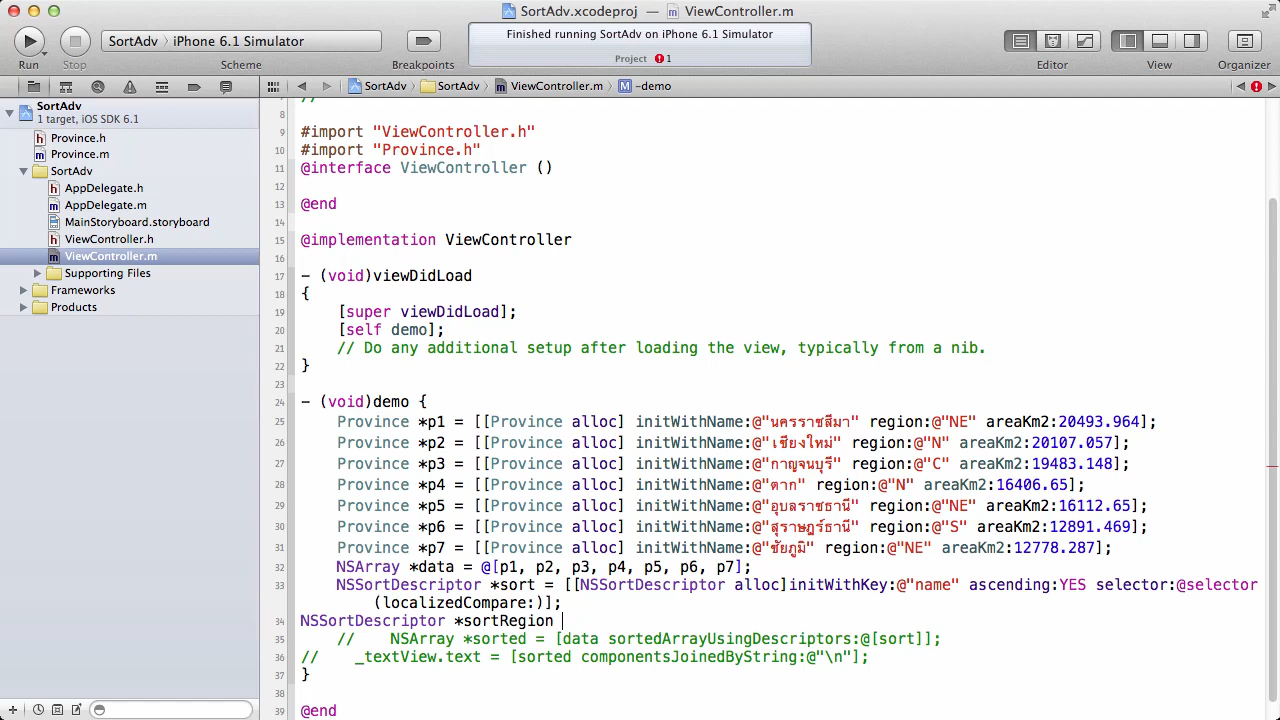 SortAdv.xcodeproj — ViewController.m
SortAdv iPhone 6.1 Simulator
Finished running SortAdv on iPhone 6.1 Simulator
Project 1
Run Stop Scheme Breakpoints Editor View Organizer
SortAdv SortAdv ViewController.m M -demo
SortAdv
1 target, iOS SDK 6.1
h Province.h
m Province.m
SortAdv
h AppDelegate.h
m AppDelegate.m
MainStoryboard.storyboard
h ViewController.h
m ViewController.m
Supporting Files
Frameworks
Products
//
8
9 #import "ViewController.h"
10 #import "Province.h"
11 @interface ViewController ()
12
13 @end
14
15 @implementation ViewController
16
17 - (void)viewDidLoad
18 {
19 [super viewDidLoad];
20 [self demo];
21 // Do any additional setup after loading the view, typically from a nib.
22 }
23
24 - (void)demo {
25 Province *p1 = [[Province alloc] initWithName:@"นครราชสีมา" region:@"NE" areaKm2:20493.964];
26 Province *p2 = [[Province alloc] initWithName:@"เชียงใหม่" region:@"N" areaKm2:20107.057];
27 Province *p3 = [[Province alloc] initWithName:@"กาญจนบุรี" region:@"C" areaKm2:19483.148];
28 Province *p4 = [[Province alloc] initWithName:@"ตาก" region:@"N" areaKm2:16406.65];
29 Province *p5 = [[Province alloc] initWithName:@"อุบลราชธานี" region:@"NE" areaKm2:16112.65];
30 Province *p6 = [[Province alloc] initWithName:@"สุราษฎร์ธานี" region:@"S" areaKm2:12891.469];
31 Province *p7 = [[Province alloc] initWithName:@"ชัยภูมิ" region:@"NE" areaKm2:12778.287];
32 NSArray *data = @[p1, p2, p3, p4, p5, p6, p7];
33 NSSortDescriptor *sort = [[NSSortDescriptor alloc]initWithKey:@"name" ascending:YES selector:@selector
(localizedCompare:)];
34 NSSortDescriptor *sortRegion
35 // NSArray *sorted = [data sortedArrayUsingDescriptors:@[sort]];
36 // _textView.text = [sorted componentsJoinedByString:@"\n"];
37 }
38
39 @end